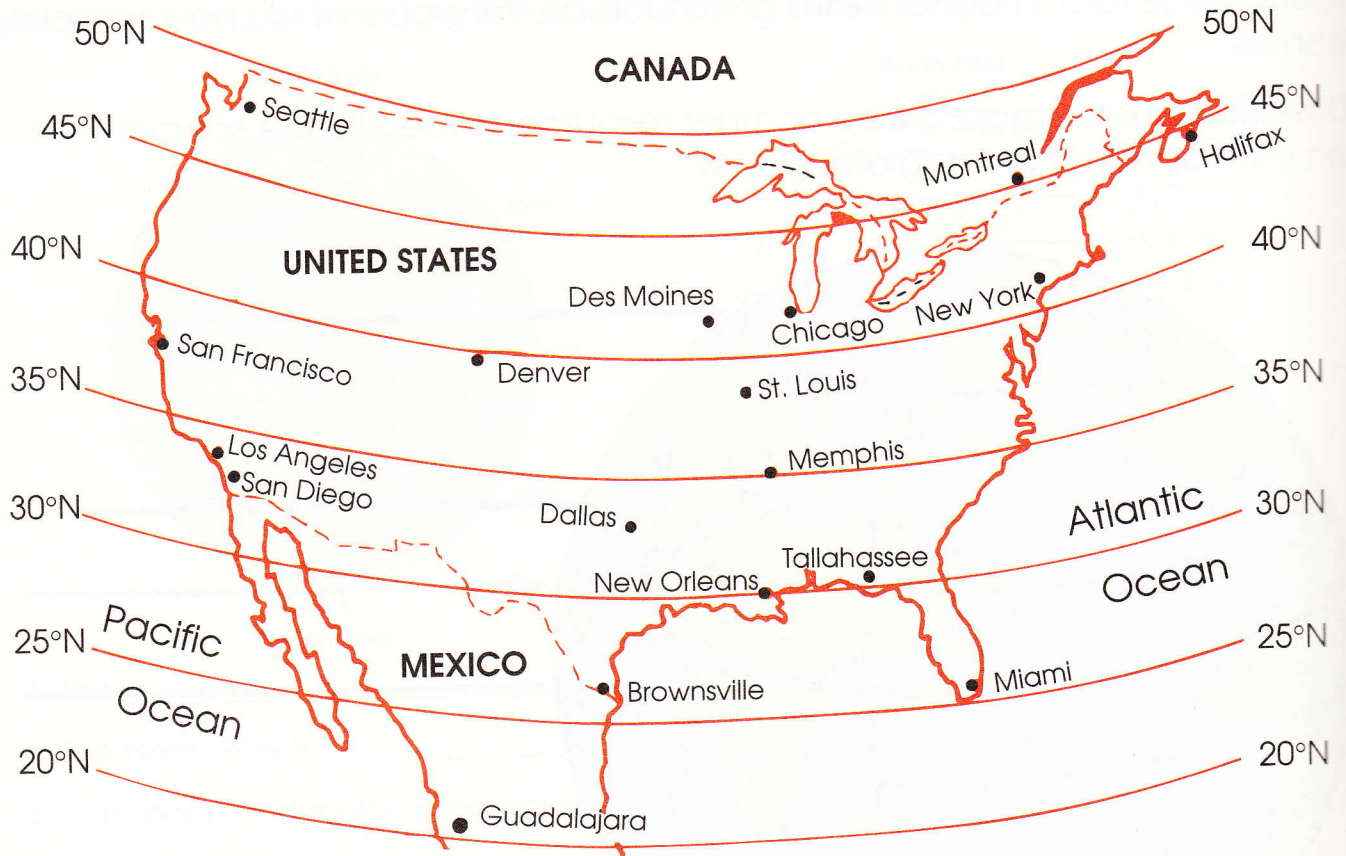 50°N
50°N
CANADA
Seattle
45°N
45°N
Montreal
Halifax
40°N
40°N
UNITED STATES
Des Moines
Chicago
New York
San Francisco
Denver
St. Louis
35°N
35°N
Los Angeles
San Diego
Memphis
Dallas
30°N
30°N
Atlantic
Ocean
Tallahassee
New Orleans
Pacific
Ocean
25°N
25°N
MEXICO
Brownsville
Miami
20°N
20°N
Guadalajara